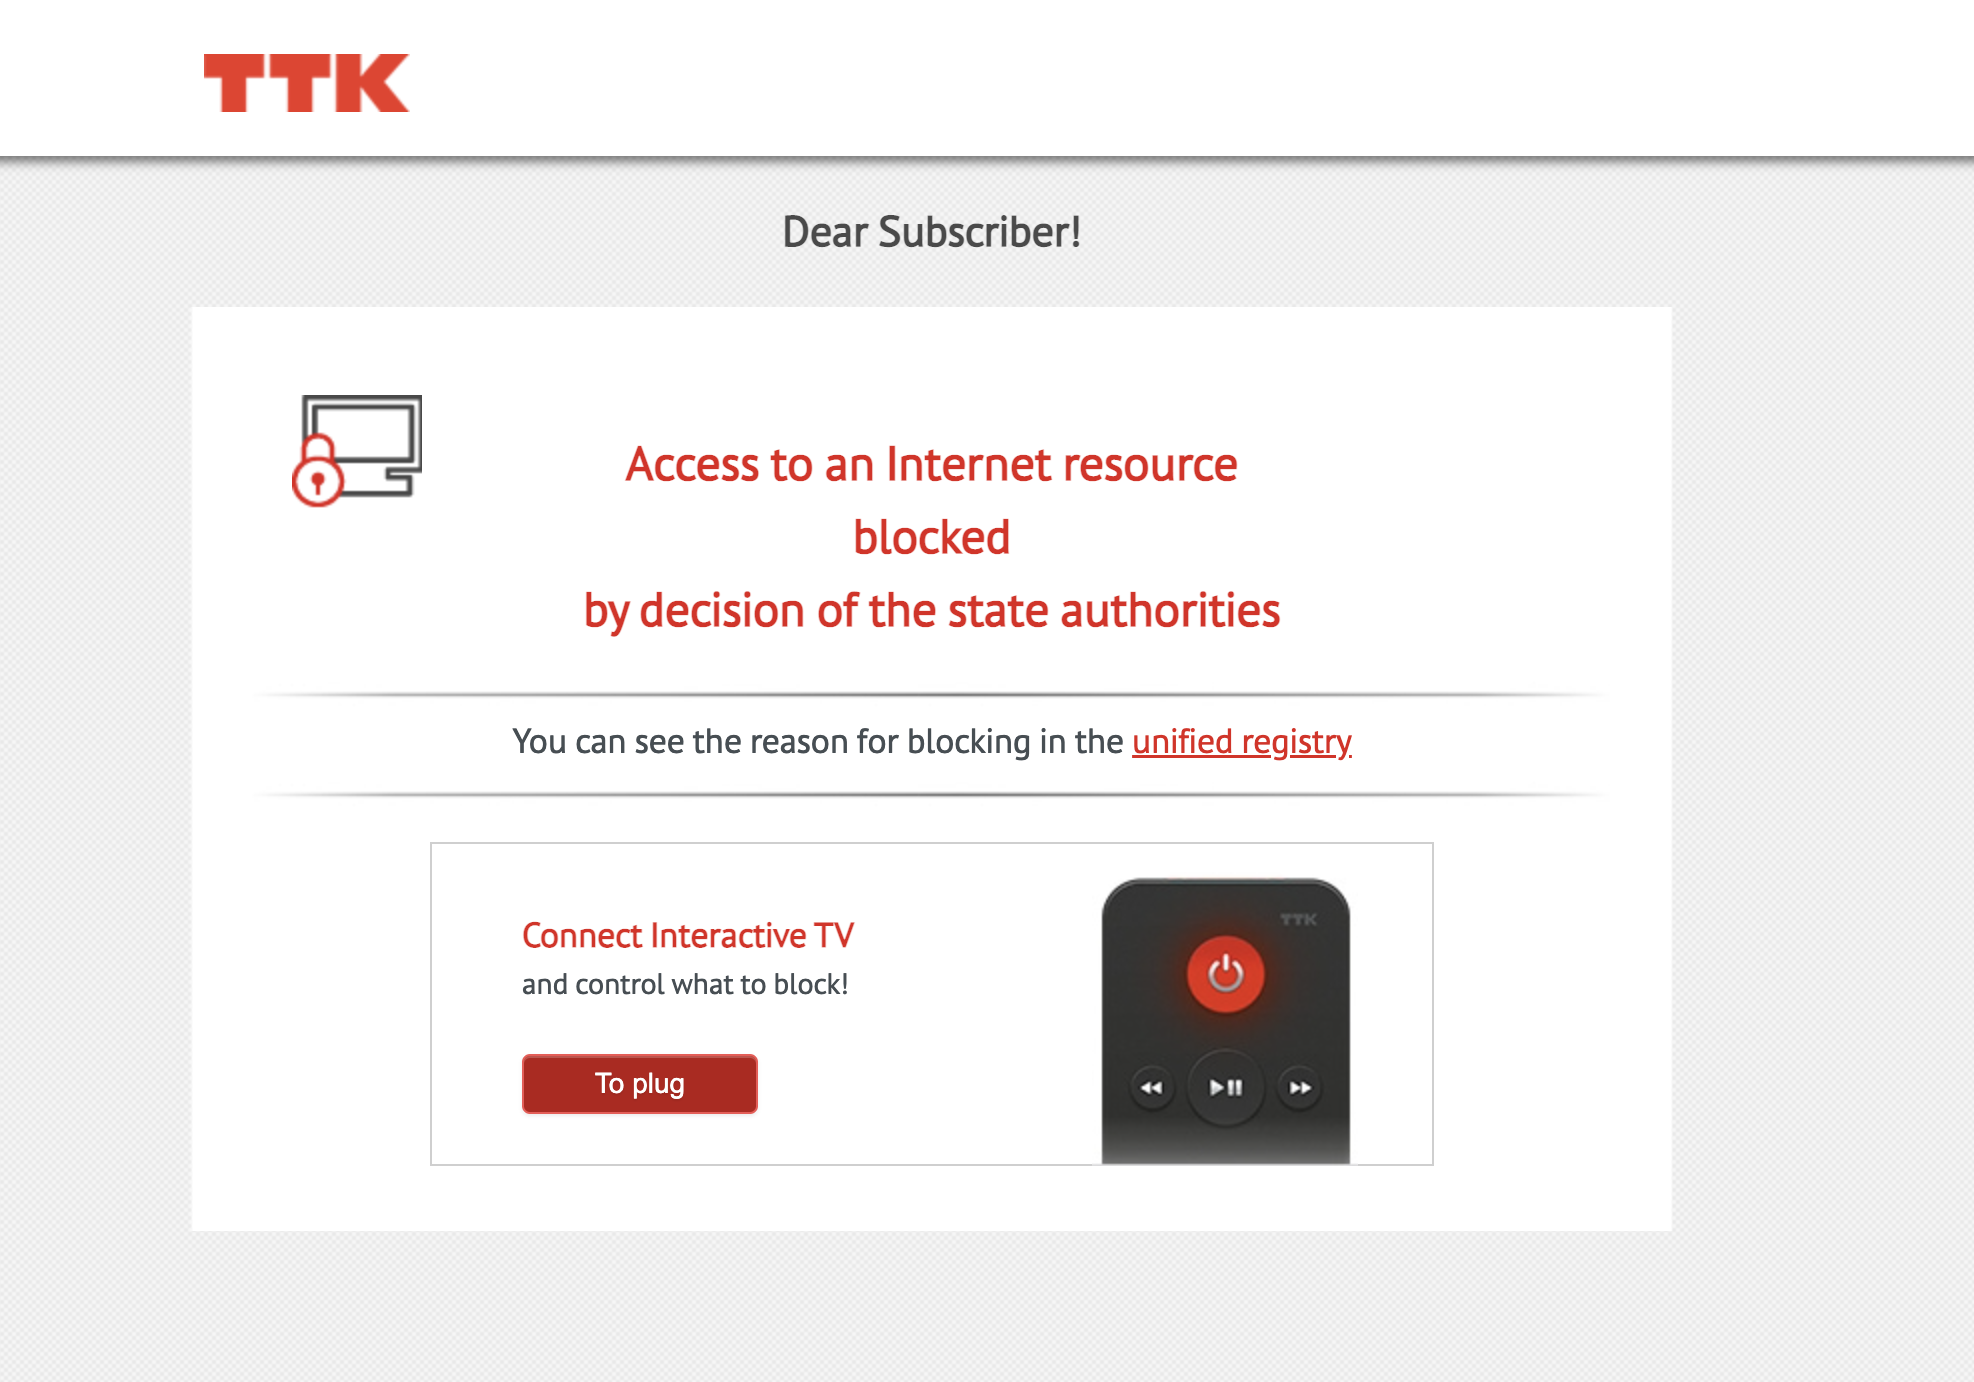 TTK
Dear Subscriber!
Access to an Internet resource
blocked
by decision of the state authorities
You can see the reason for blocking in the unified registry
Connect Interactive TV
and control what to block!
To plug
TTK